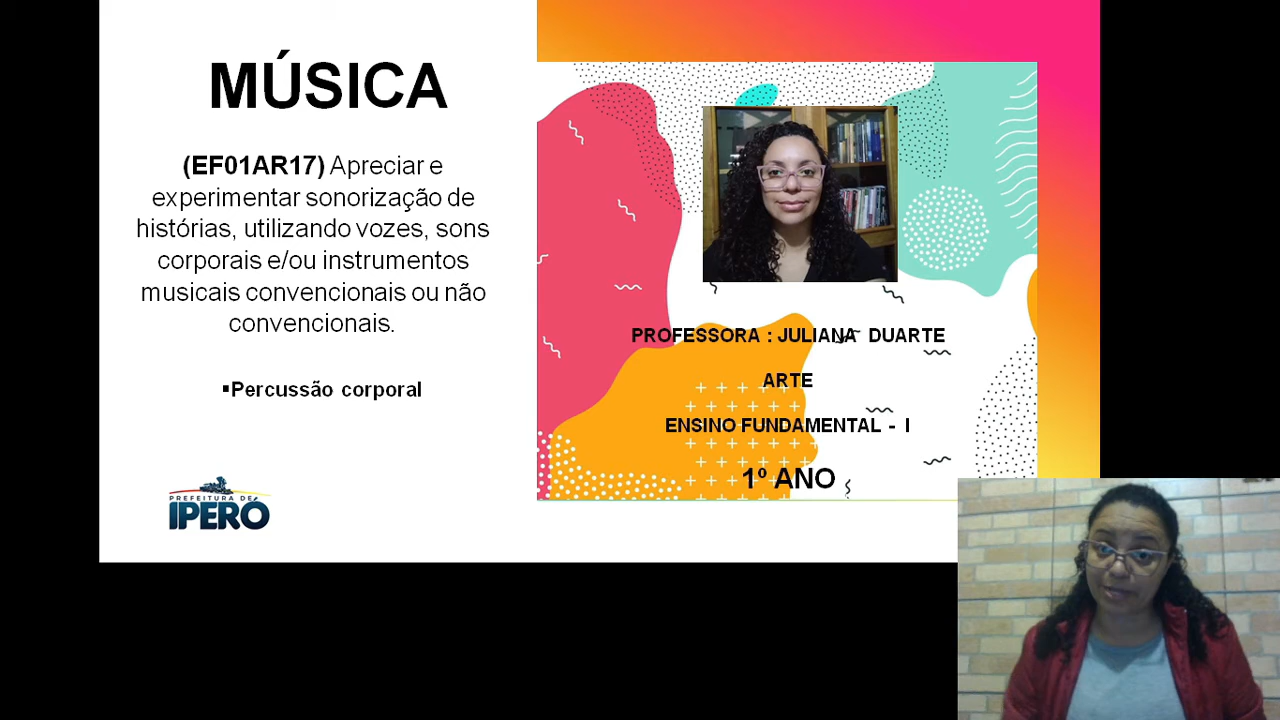 MÚSICA
(EF01AR17) Apreciar e
experimentar sonorização de
histórias, utilizando vozes, sons
corporais e/ou instrumentos
musicais convencionais ou não
convencionais.
▪Percussão corporal
PREFEITURA DE
IPERÓ
PROFESSORA : JULIANA DUARTE
ARTE
ENSINO FUNDAMENTAL - I
1º ANO